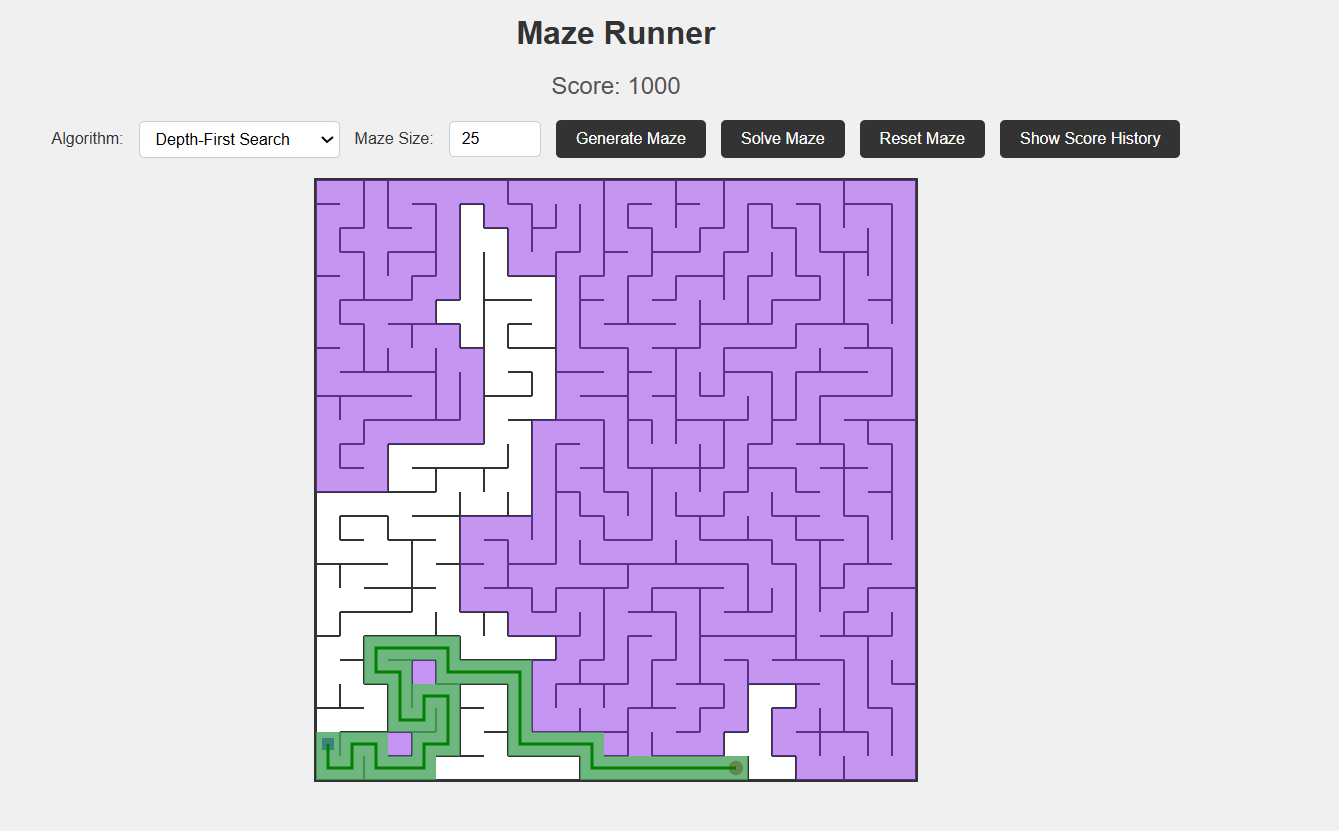 Maze Runner
Score: 1000
Algorithm: Depth-First Search Maze Size: 25 Generate Maze Solve Maze Reset Maze Show Score History